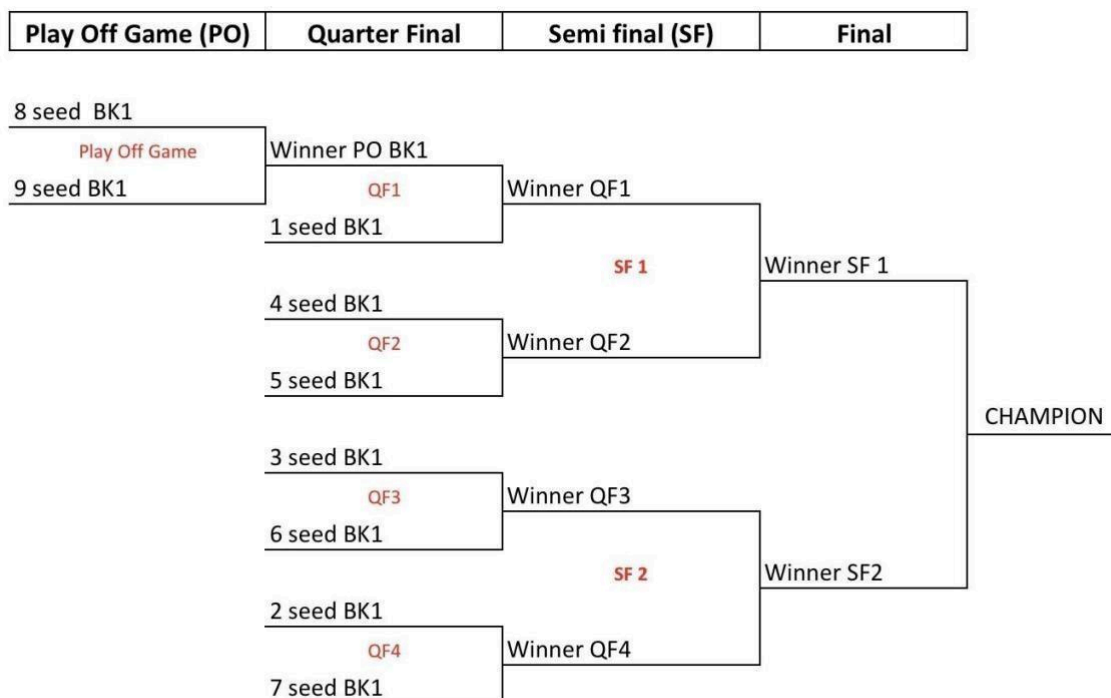 Play Off Game (PO) Quarter Final Semi final (SF) Final
8 seed BK1
Play Off Game
9 seed BK1
Winner PO BK1
QF1
1 seed BK1
4 seed BK1
QF2
5 seed BK1
3 seed BK1
QF3
6 seed BK1
2 seed BK1
QF4
7 seed BK1
Winner QF1
SF 1
Winner QF2
Winner QF3
SF 2
Winner QF4
Winner SF 1
Winner SF2
CHAMPION